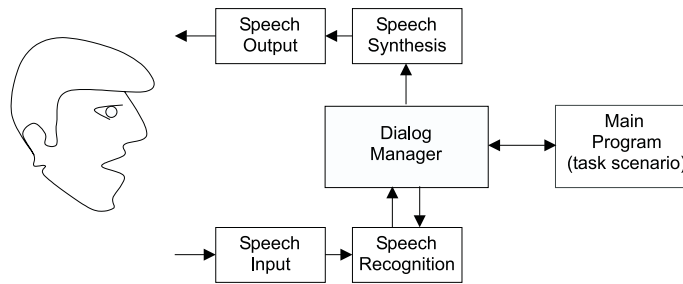 Speech
Output
Speech
Synthesis
Dialog
Manager
Main
Program
(task scenario)
Speech
Input
Speech
Recognition